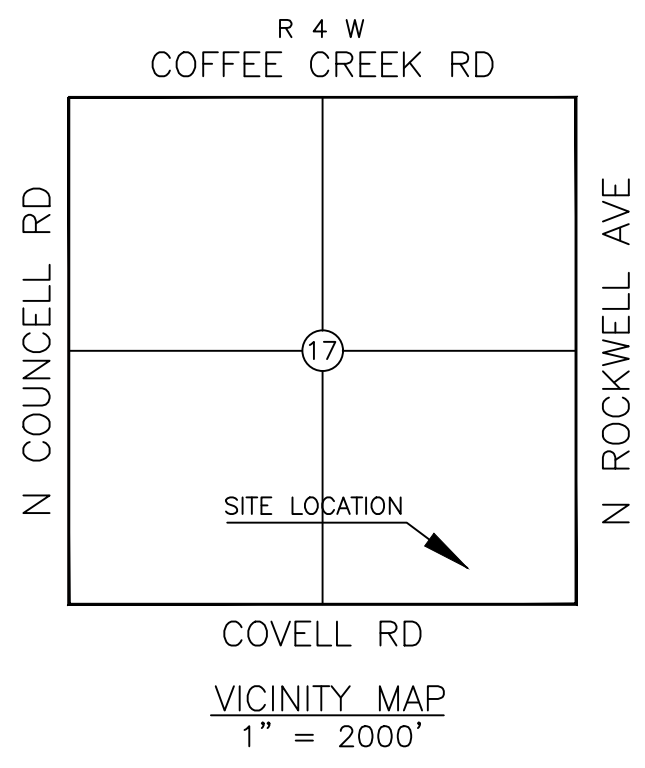 R 4 W
COFFEE CREEK RD
N COUNCELL RD
N ROCKWELL AVE
17
SITE LOCATION
COVELL RD
VICINITY MAP
1" = 2000'